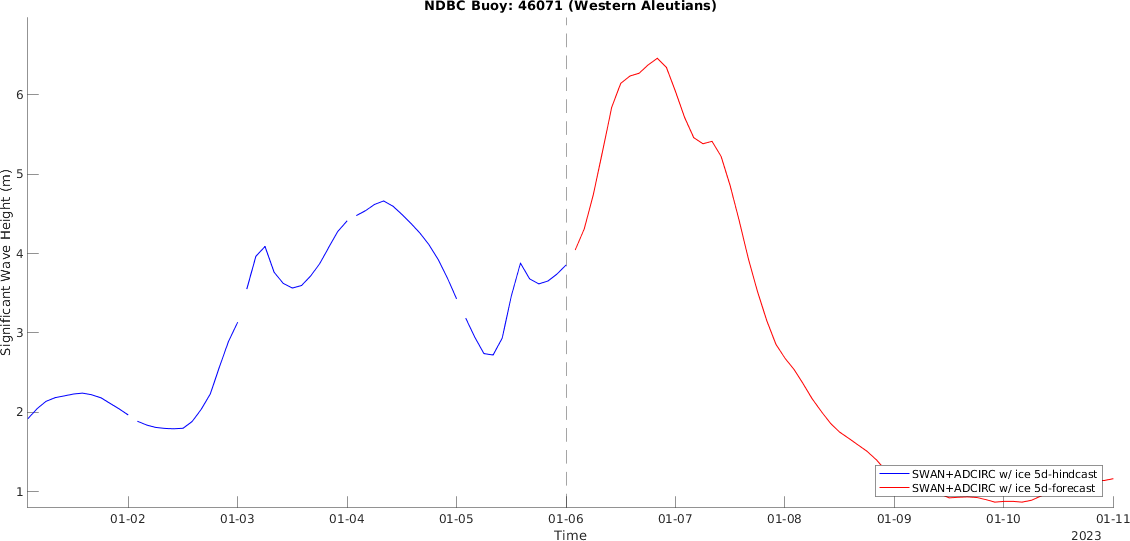 NDBC Buoy: 46071 (Western Aleutians)
Significant Wave Height (m)
6
5
4
3
2
1
SWAN+ADCIRC w/ ice 5d-hindcast
SWAN+ADCIRC w/ ice 5d-forecast
01-02 01-03 01-04 01-05 01-06 01-07 01-08 01-09 01-10 01-11
Time
2023